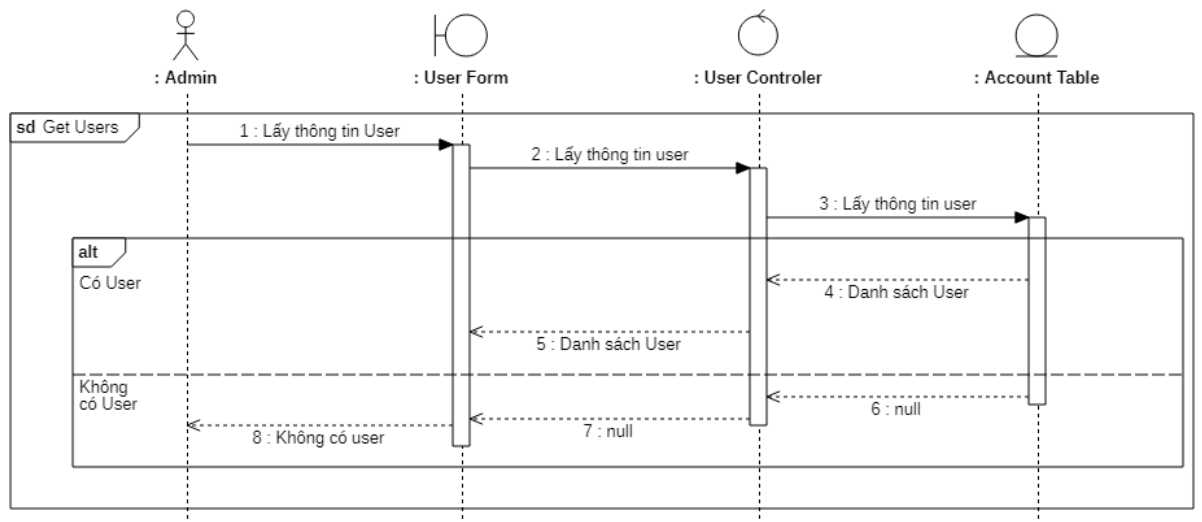 : Admin
: User Form
: User Controler
: Account Table
sd Get Users
1 : Lấy thông tin User
2 : Lấy thông tin user
3 : Lấy thông tin user
alt
Có User
4 : Danh sách User
5 : Danh sách User
Không
có User
6 : null
7 : null
8 : Không có user